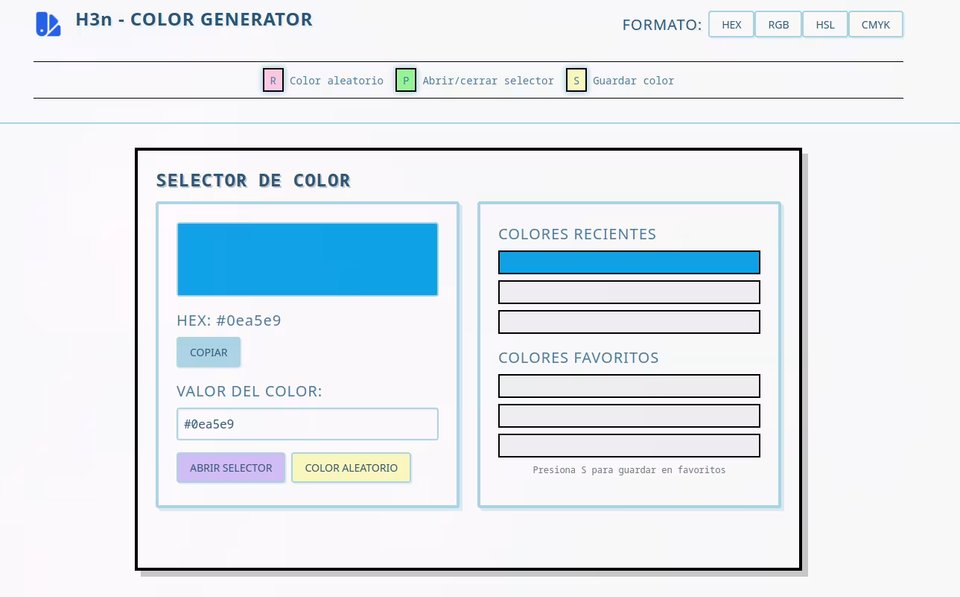 H3n - COLOR GENERATOR
FORMATO: HEX RGB HSL CMYK
R Color aleatorio P Abrir/cerrar selector S Guardar color
SELECTOR DE COLOR
HEX: #0ea5e9
COPIAR
VALOR DEL COLOR:
#0ea5e9
ABRIR SELECTOR COLOR ALEATORIO
COLORES RECIENTES
COLORES FAVORITOS
Presiona S para guardar en favoritos